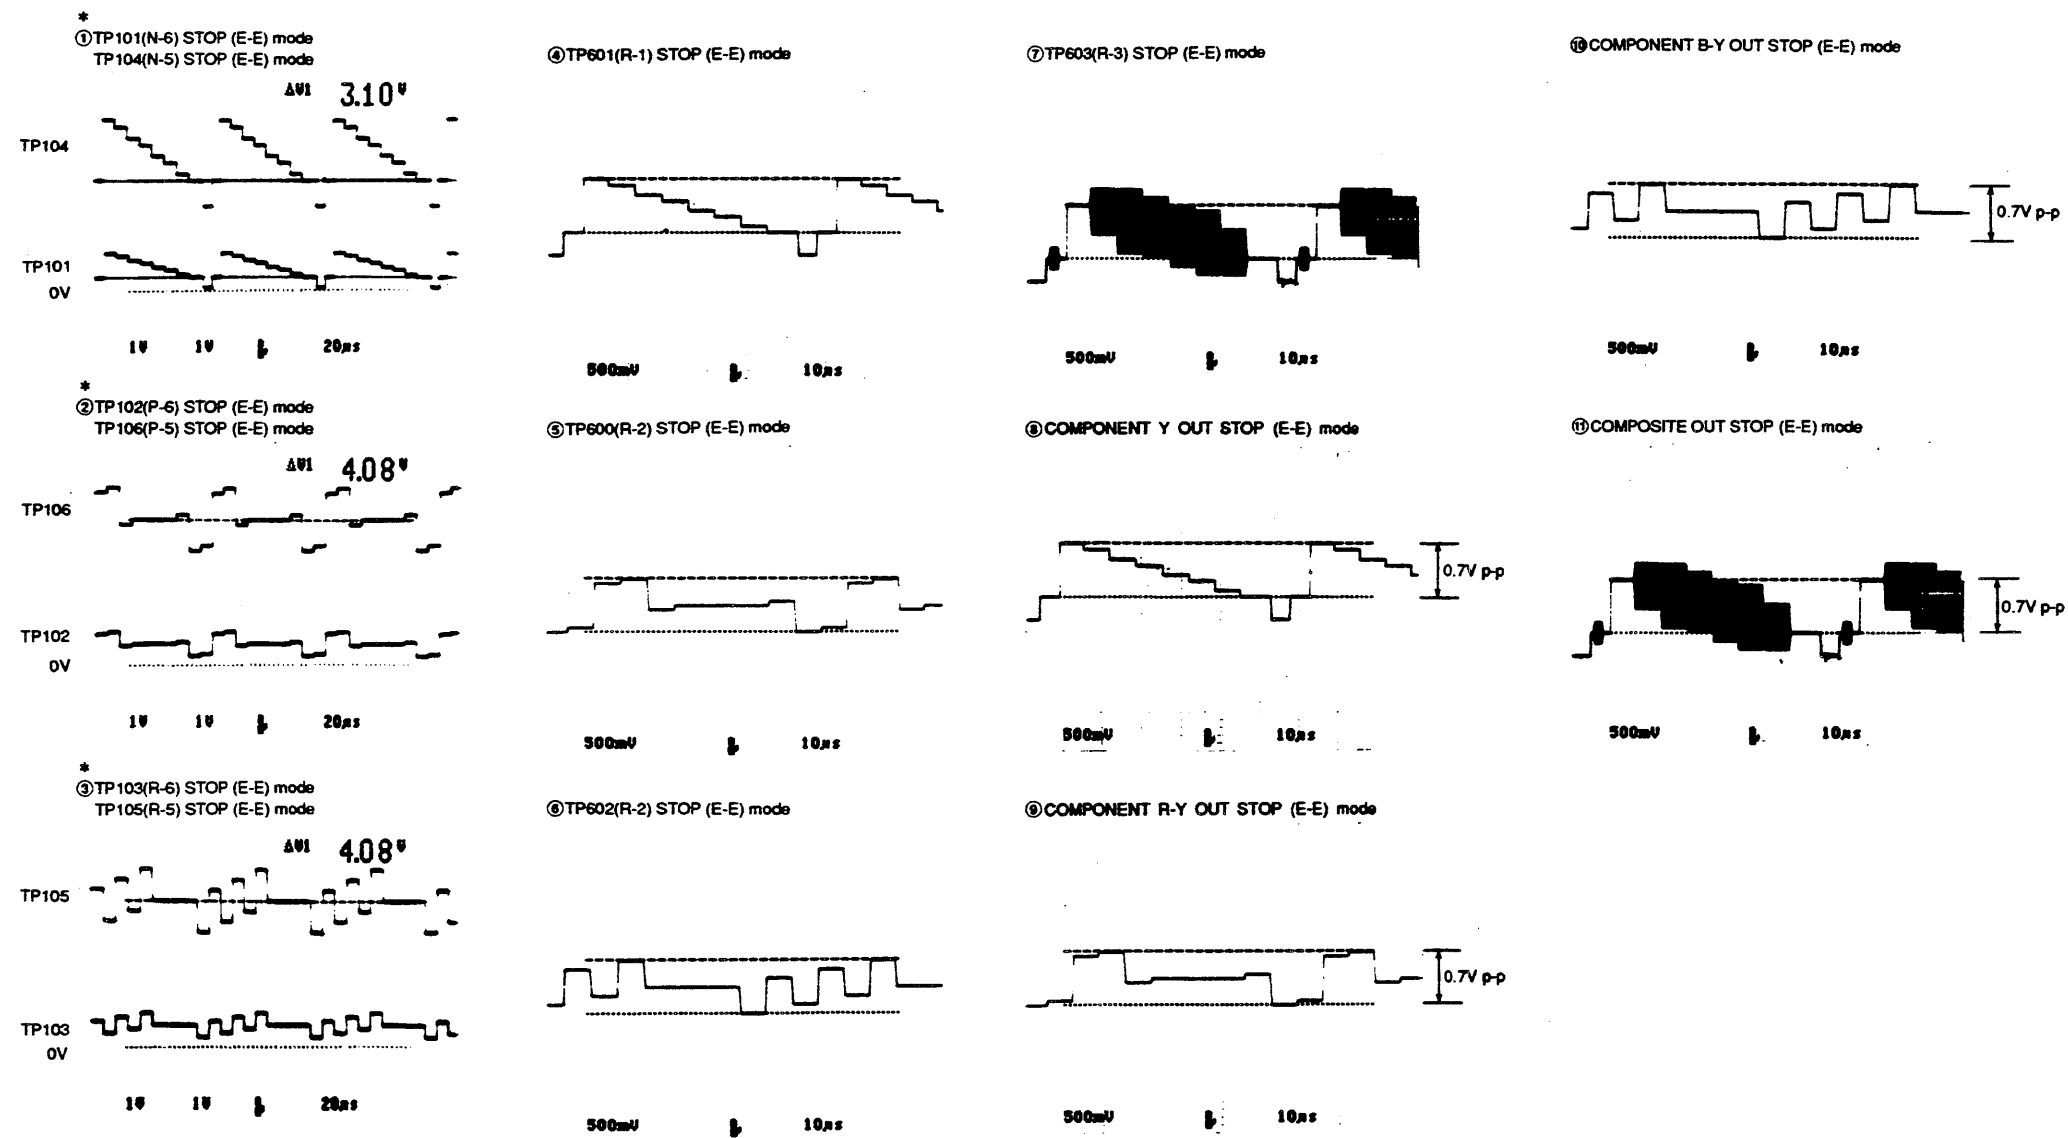 *
①TP101(N-6) STOP (E-E) mode
TP104(N-5) STOP (E-E) mode
ΔV1 3.10V
TP104
TP101
0V
1V 1V 20µs
*
②TP102(P-6) STOP (E-E) mode
TP106(P-5) STOP (E-E) mode
ΔV1 4.08V
TP106
TP102
0V
1V 1V 20µs
*
③TP103(R-6) STOP (E-E) mode
TP105(R-5) STOP (E-E) mode
ΔV1 4.08V
TP105
TP103
0V
1V 1V 20µs
④TP601(R-1) STOP (E-E) mode
500mV 10µs
⑤TP600(R-2) STOP (E-E) mode
500mV 10µs
⑥TP602(R-2) STOP (E-E) mode
500mV 10µs
⑦TP603(R-3) STOP (E-E) mode
500mV 10µs
⑧COMPONENT Y OUT STOP (E-E) mode
0.7V p-p
500mV 10µs
⑨COMPONENT R-Y OUT STOP (E-E) mode
0.7V p-p
500mV 10µs
⑩COMPONENT B-Y OUT STOP (E-E) mode
0.7V p-p
500mV 10µs
⑪COMPOSITE OUT STOP (E-E) mode
0.7V p-p
500mV 10µs